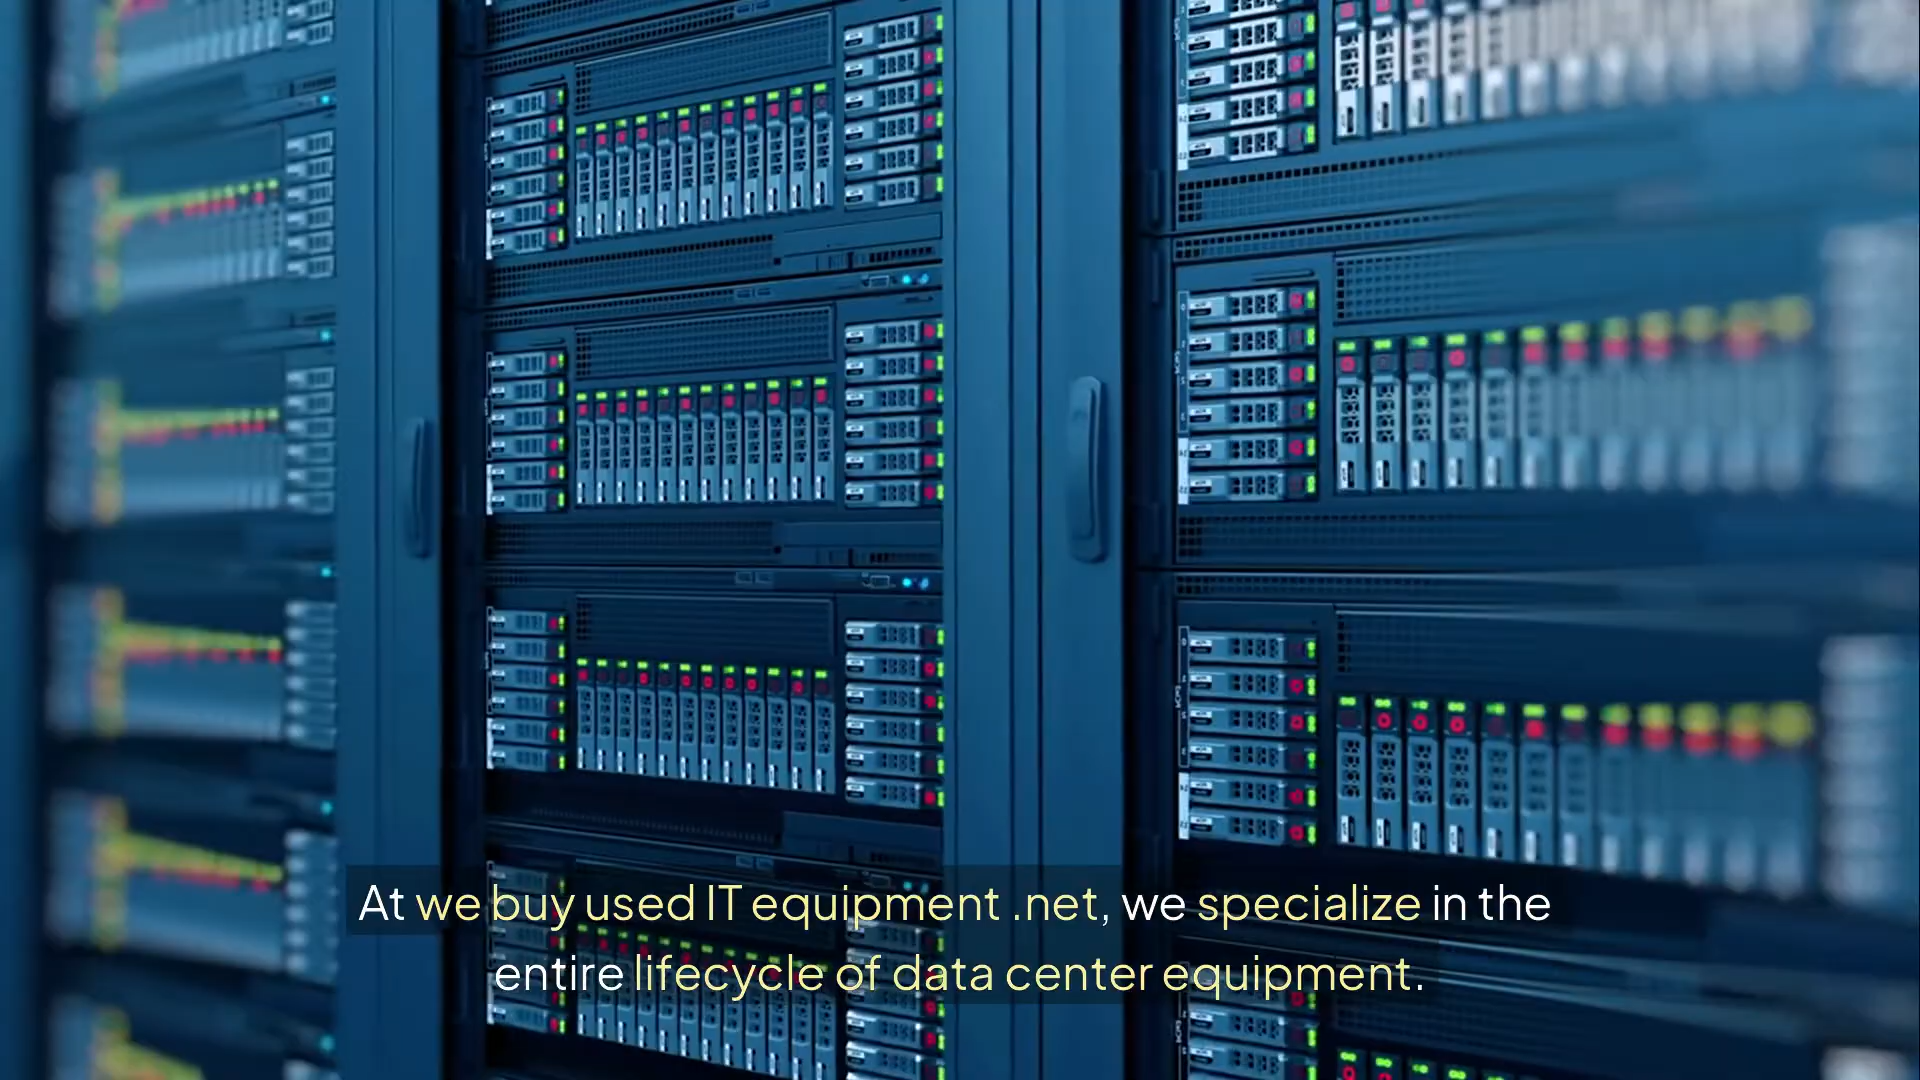 At we buy used IT equipment .net, we specialize in the
entire lifecycle of data center equipment.